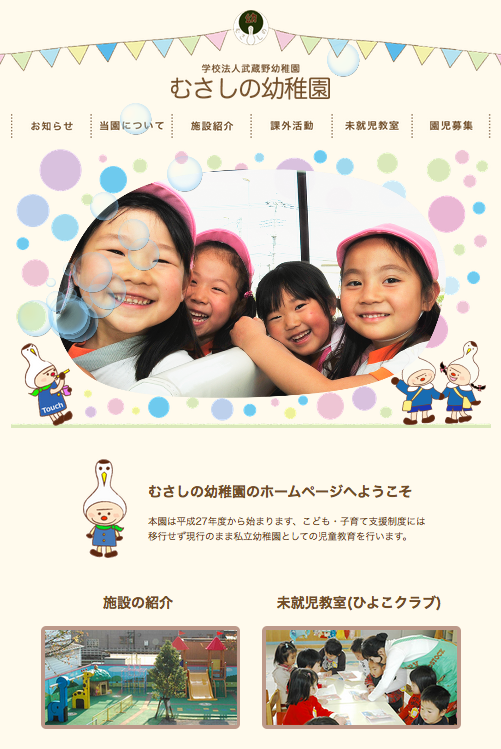 幼
学校法人武蔵野幼稚園
むさしの幼稚園
お知らせ
当園について
施設紹介
課外活動
未就児教室
園児募集
Touch
むさしの幼稚園のホームページへようこそ
本園は平成27年度から始まります、こども・子育て支援制度には
移行せず現行のまま私立幼稚園としての児童教育を行います。
施設の紹介
未就児教室(ひよこクラブ)